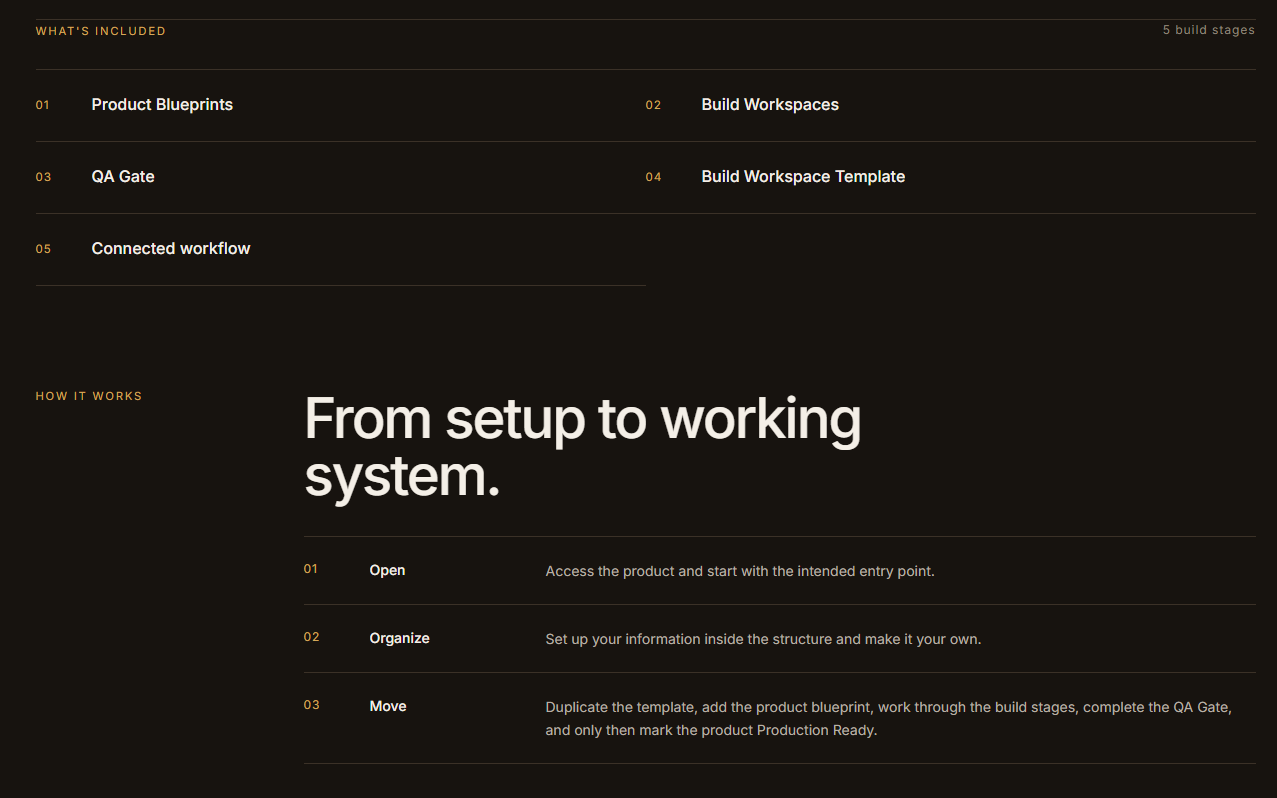 WHAT'S INCLUDED
5 build stages
01 Product Blueprints
02 Build Workspaces
03 QA Gate
04 Build Workspace Template
05 Connected workflow
HOW IT WORKS
From setup to working
system.
01 Open Access the product and start with the intended entry point.
02 Organize Set up your information inside the structure and make it your own.
03 Move Duplicate the template, add the product blueprint, work through the build stages, complete the QA Gate,
and only then mark the product Production Ready.